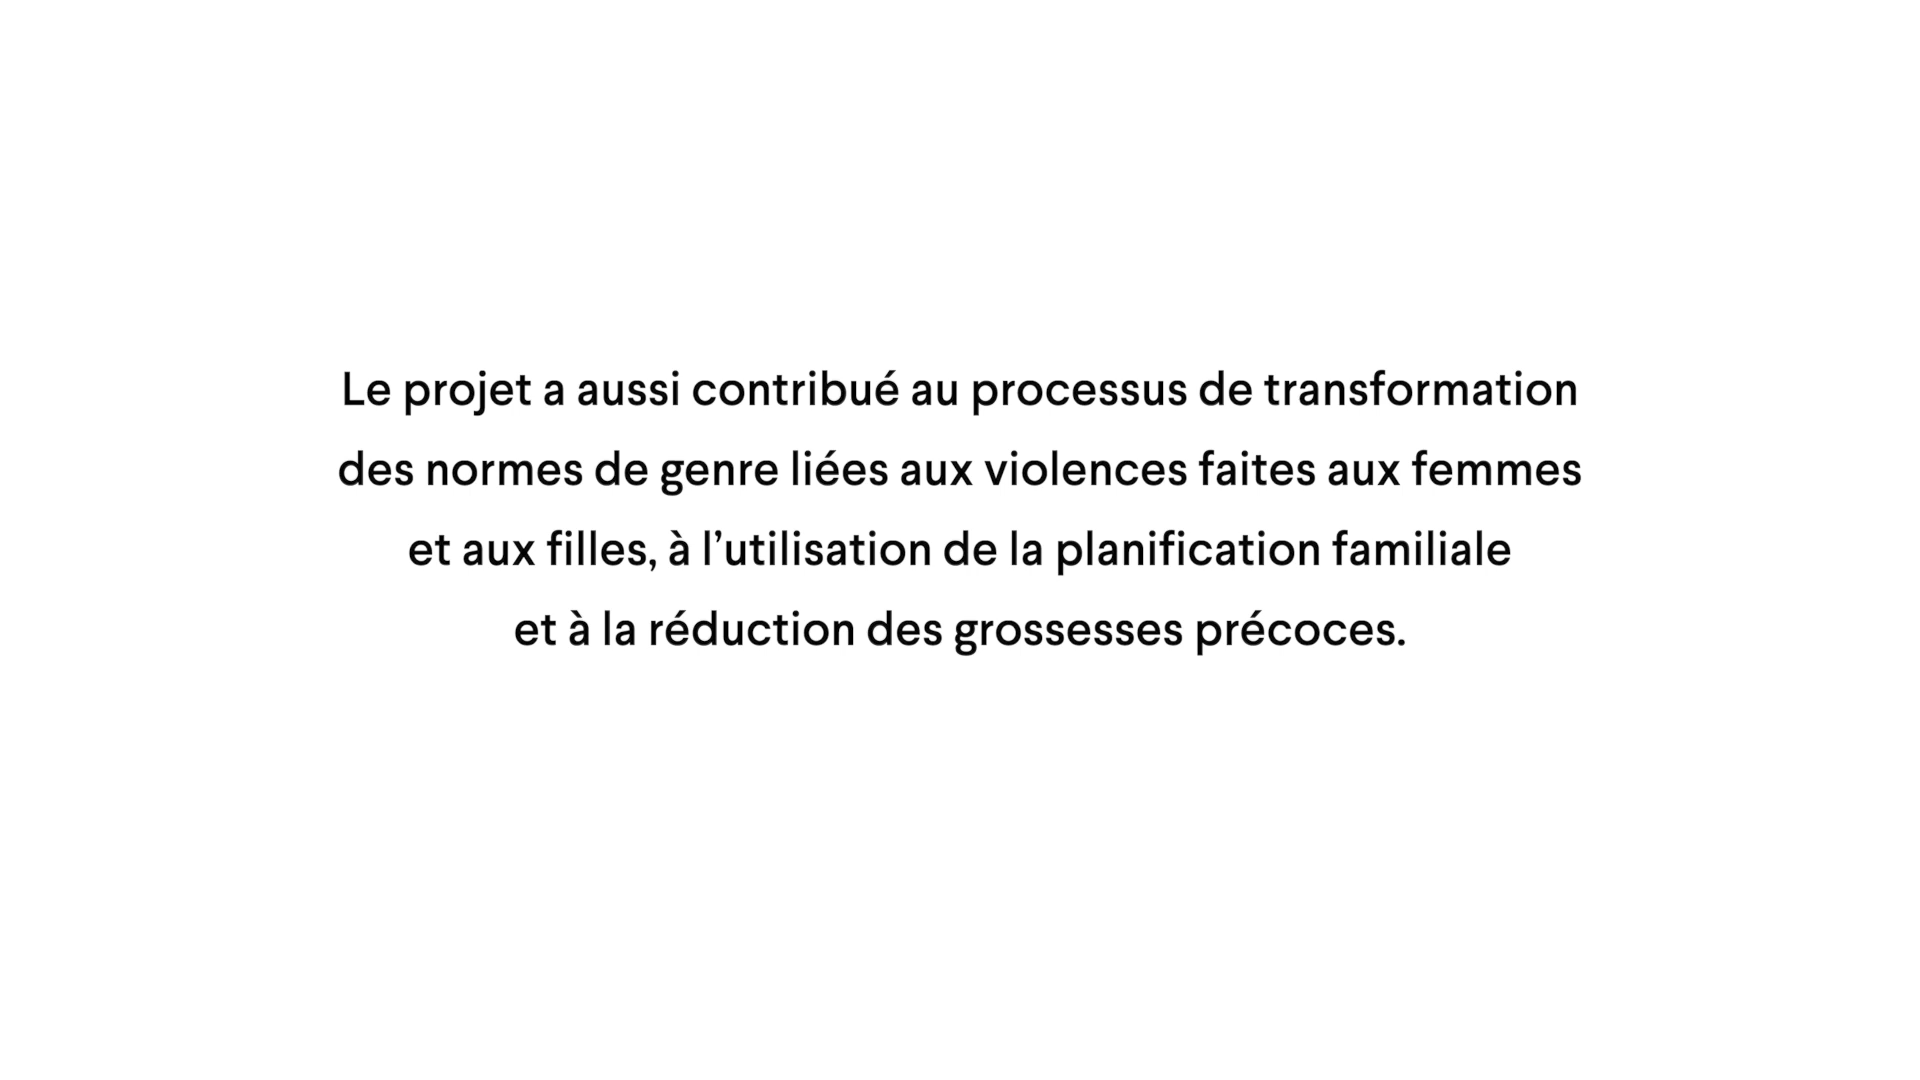 Le projet a aussi contribué au processus de transformation
des normes de genre liées aux violences faites aux femmes
et aux filles, à l’utilisation de la planification familiale
et à la réduction des grossesses précoces.